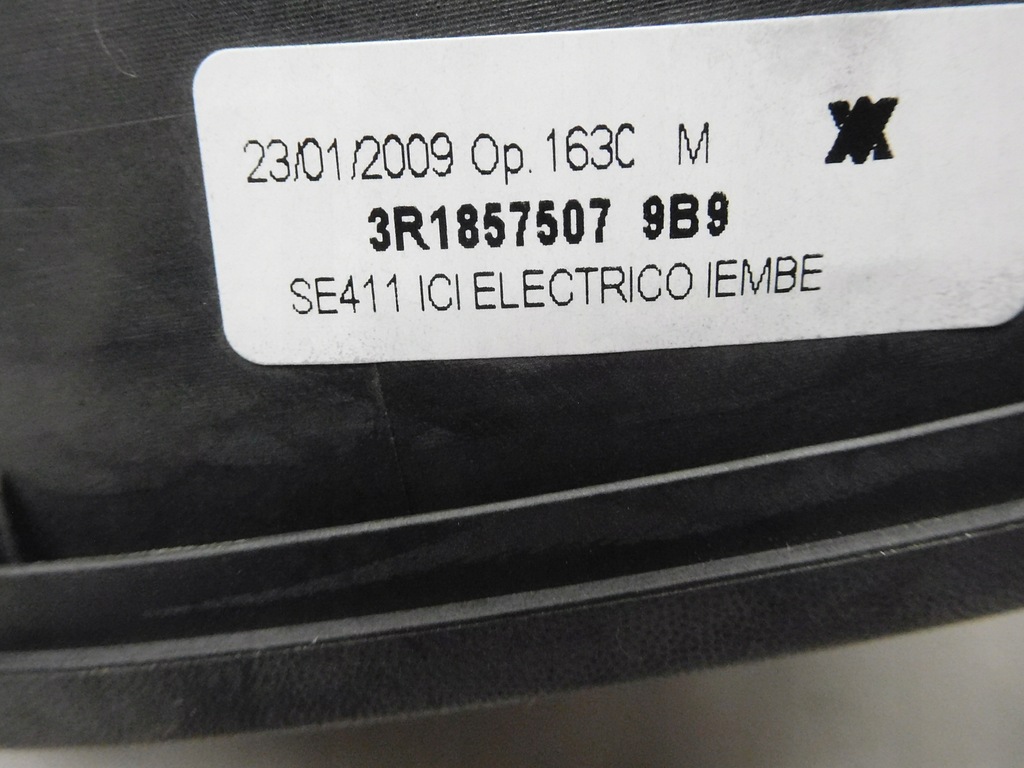 23/01/2009 Op. 163C M
3R1857507 9B9
SE411 ICI ELECTRICO IEMBE